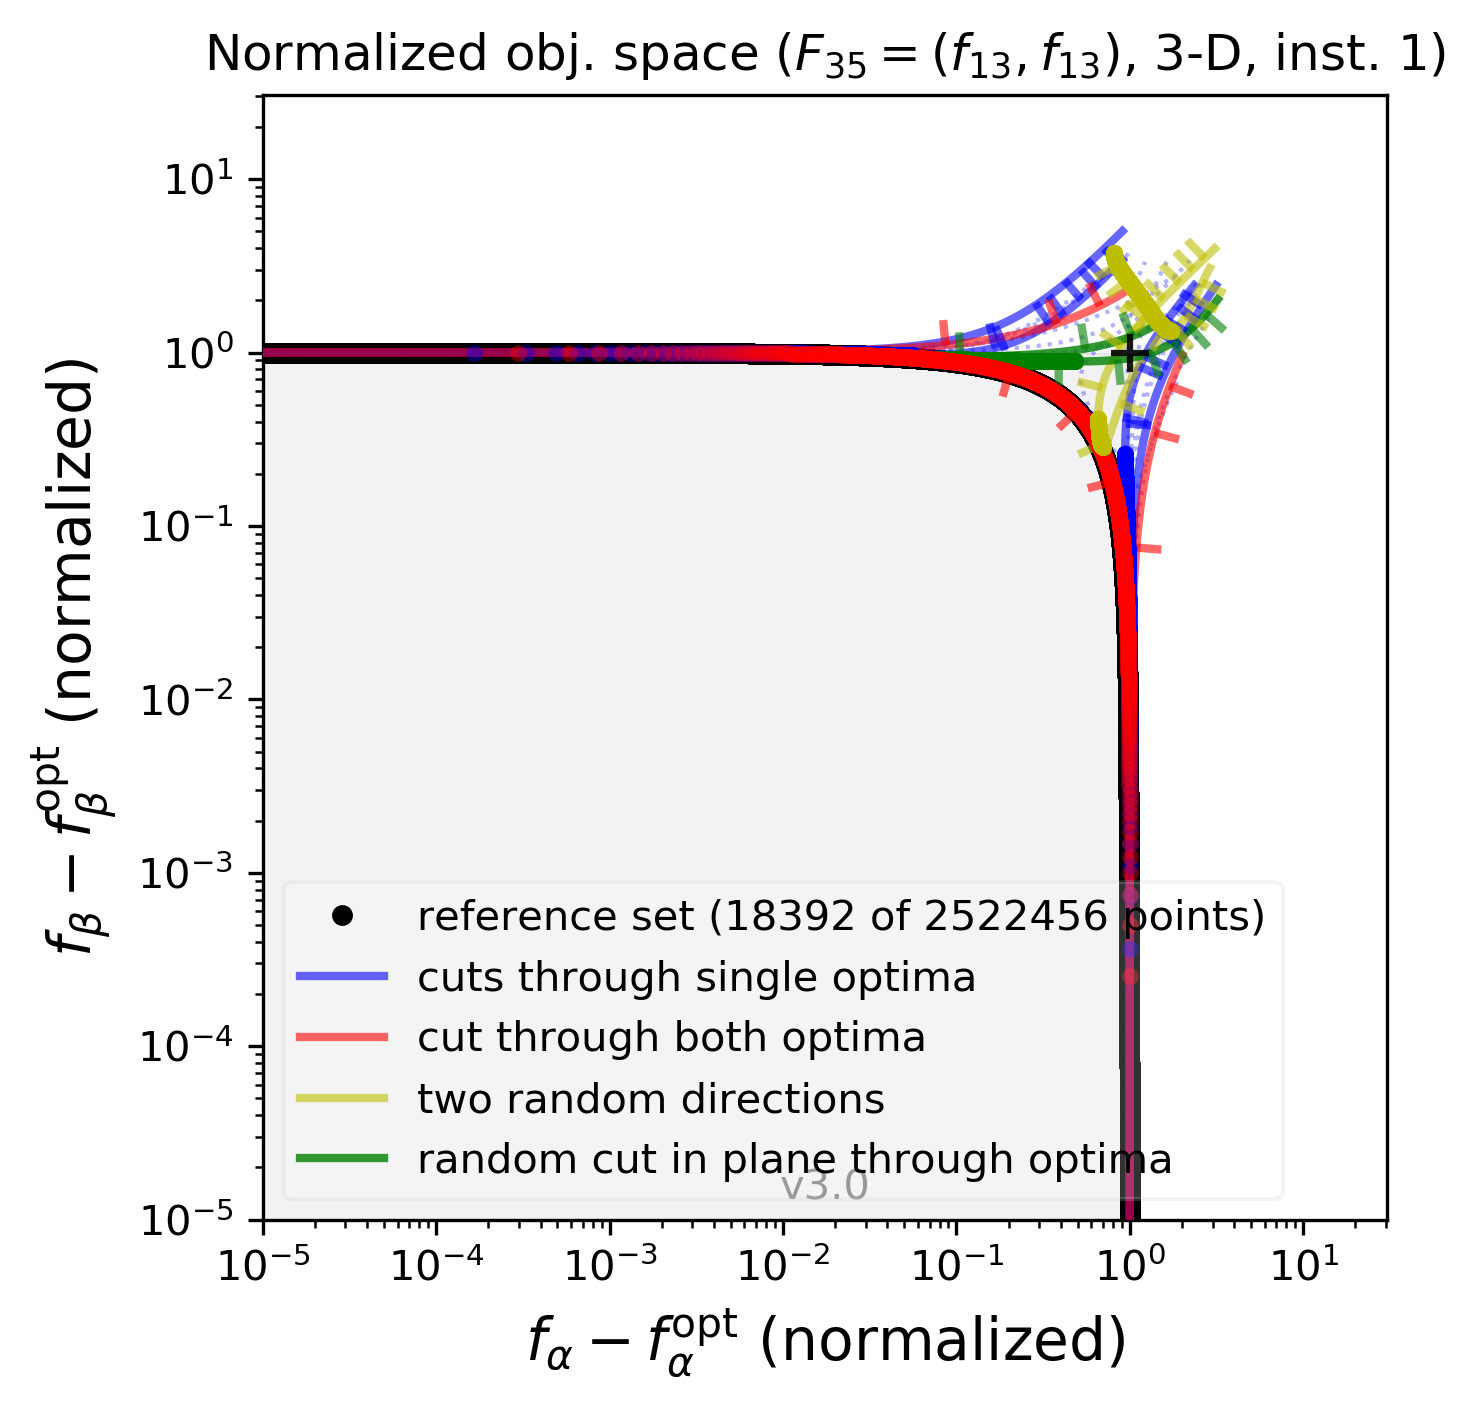 Normalized obj. space (F₃₅ = (f₁₃, f₁₃), 3-D, inst. 1)
10¹
10⁰
10⁻¹
10⁻²
10⁻³
10⁻⁴
10⁻⁵
f_β − f_β^opt (normalized)
reference set (18392 of 2522456 points)
cuts through single optima
cut through both optima
two random directions
random cut in plane through optima
v3.0
10⁻⁵ 10⁻⁴ 10⁻³ 10⁻² 10⁻¹ 10⁰ 10¹
f_α − f_α^opt (normalized)